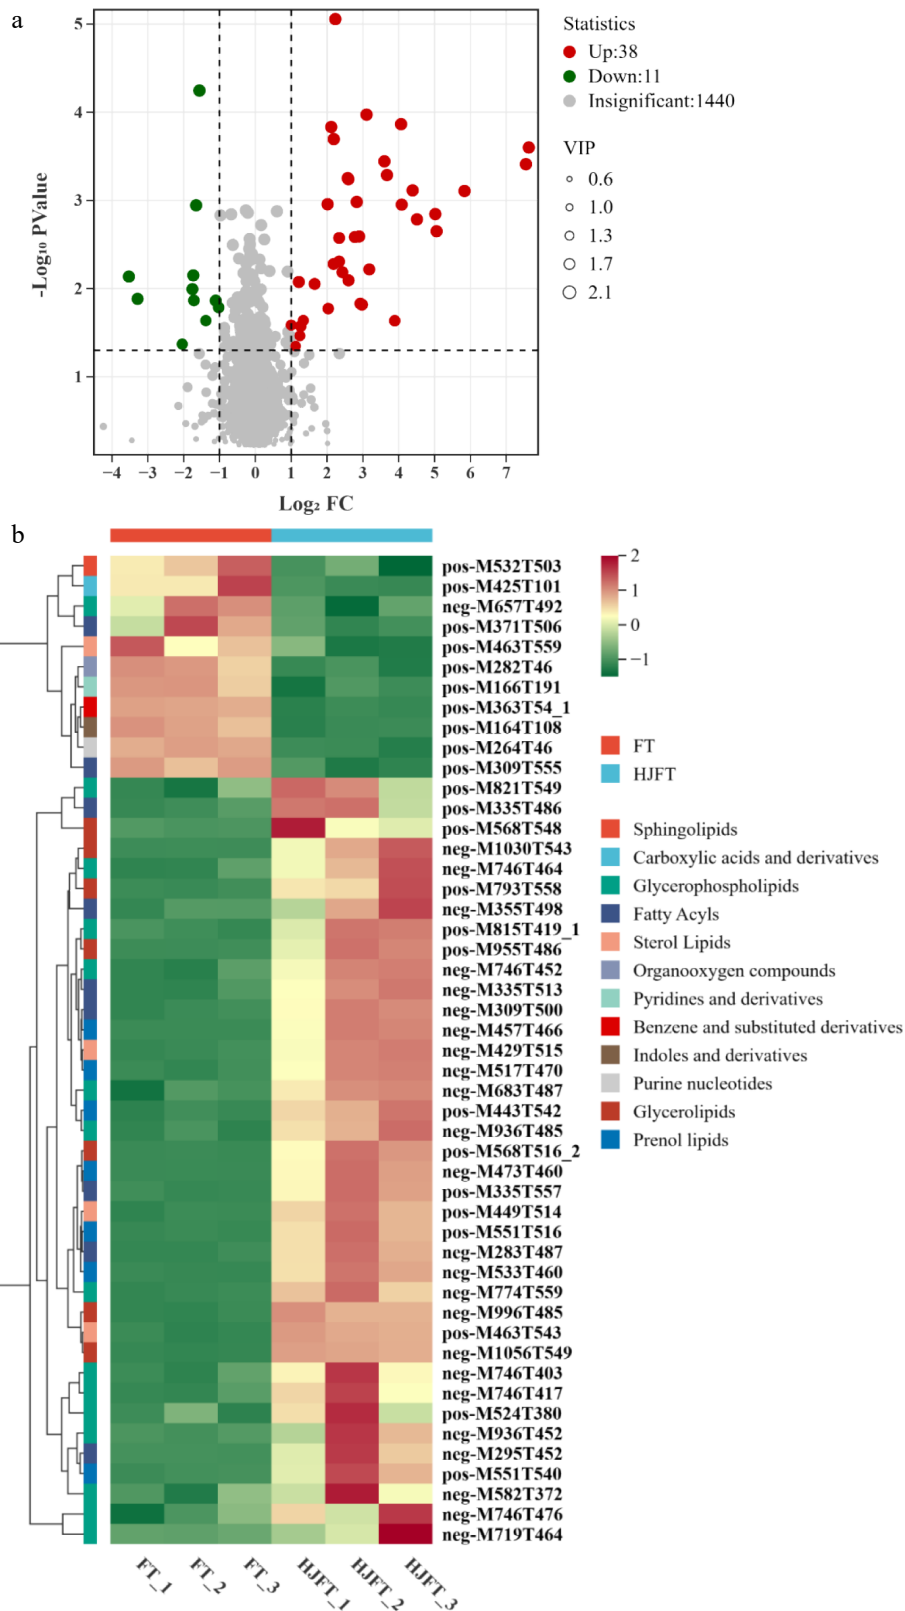 a
5
4
3
2
1
-Log₁₀ PValue
−4 −3 −2 −1 0 1 2 3 4 5 6 7
Log₂ FC
Statistics
Up:38
Down:11
Insignificant:1440
VIP
0.6
1.0
1.3
1.7
2.1
b
pos-M532T503
pos-M425T101
neg-M657T492
pos-M371T506
pos-M463T559
pos-M282T46
pos-M166T191
pos-M363T54_1
pos-M164T108
pos-M264T46
pos-M309T555
pos-M821T549
pos-M335T486
pos-M568T548
neg-M1030T543
neg-M746T464
pos-M793T558
neg-M355T498
pos-M815T419_1
pos-M955T486
neg-M746T452
neg-M335T513
neg-M309T500
neg-M457T466
neg-M429T515
neg-M517T470
neg-M683T487
pos-M443T542
neg-M936T485
pos-M568T516_2
neg-M473T460
pos-M335T557
pos-M449T514
pos-M551T516
neg-M283T487
neg-M533T460
neg-M774T559
neg-M996T485
pos-M463T543
neg-M1056T549
neg-M746T403
neg-M746T417
pos-M524T380
neg-M936T452
neg-M295T452
pos-M551T540
neg-M582T372
neg-M746T476
neg-M719T464
FT_1 FT_2 FT_3 HJFT_1 HJFT_2 HJFT_3
2
1
0
−1
FT
HJFT
Sphingolipids
Carboxylic acids and derivatives
Glycerophospholipids
Fatty Acyls
Sterol Lipids
Organooxygen compounds
Pyridines and derivatives
Benzene and substituted derivatives
Indoles and derivatives
Purine nucleotides
Glycerolipids
Prenol lipids